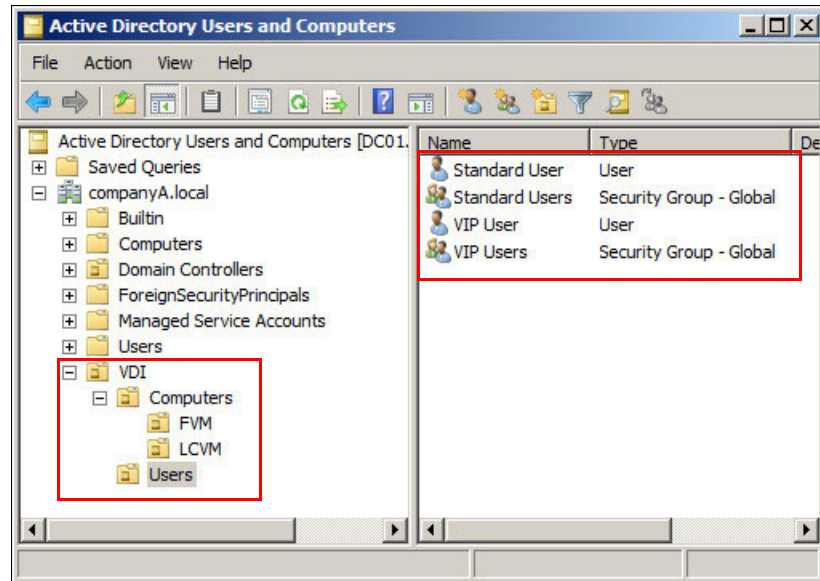 Active Directory Users and Computers
File Action View Help
Active Directory Users and Computers [DC01.
Saved Queries
companyA.local
Builtin
Computers
Domain Controllers
ForeignSecurityPrincipals
Managed Service Accounts
Users
VDI
Computers
FVM
LCVM
Users
Name Type De
Standard User User
Standard Users Security Group - Global
VIP User User
VIP Users Security Group - Global